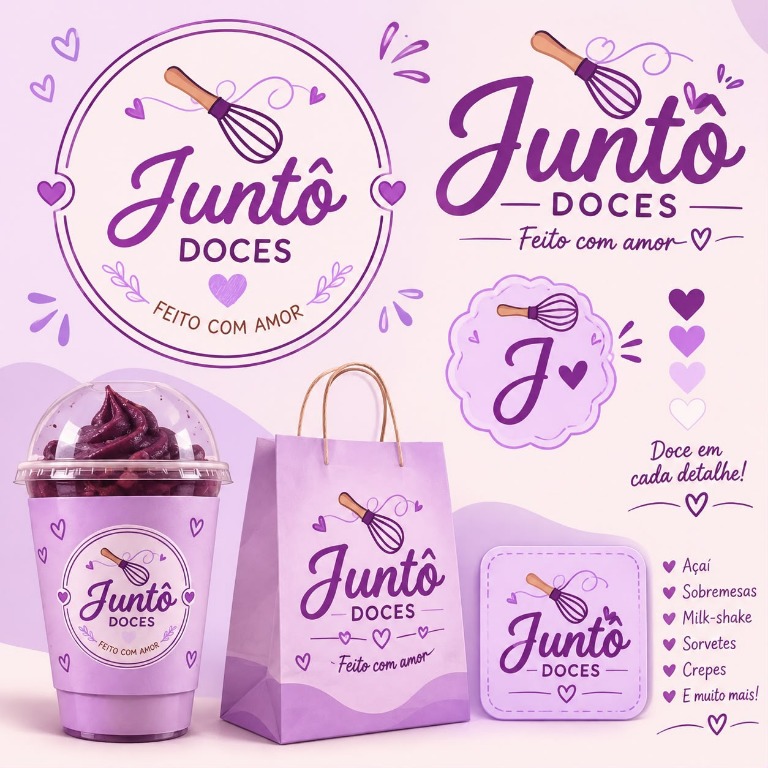 Juntô
DOCES
FEITO COM AMOR
Juntô
DOCES
Feito com amor
J
Doce em
cada detalhe!
Juntô
DOCES
FEITO COM AMOR
Juntô
DOCES
Feito com amor
Juntô
DOCES
Açaí
Sobremesas
Milk-shake
Sorvetes
Crepes
E muito mais!